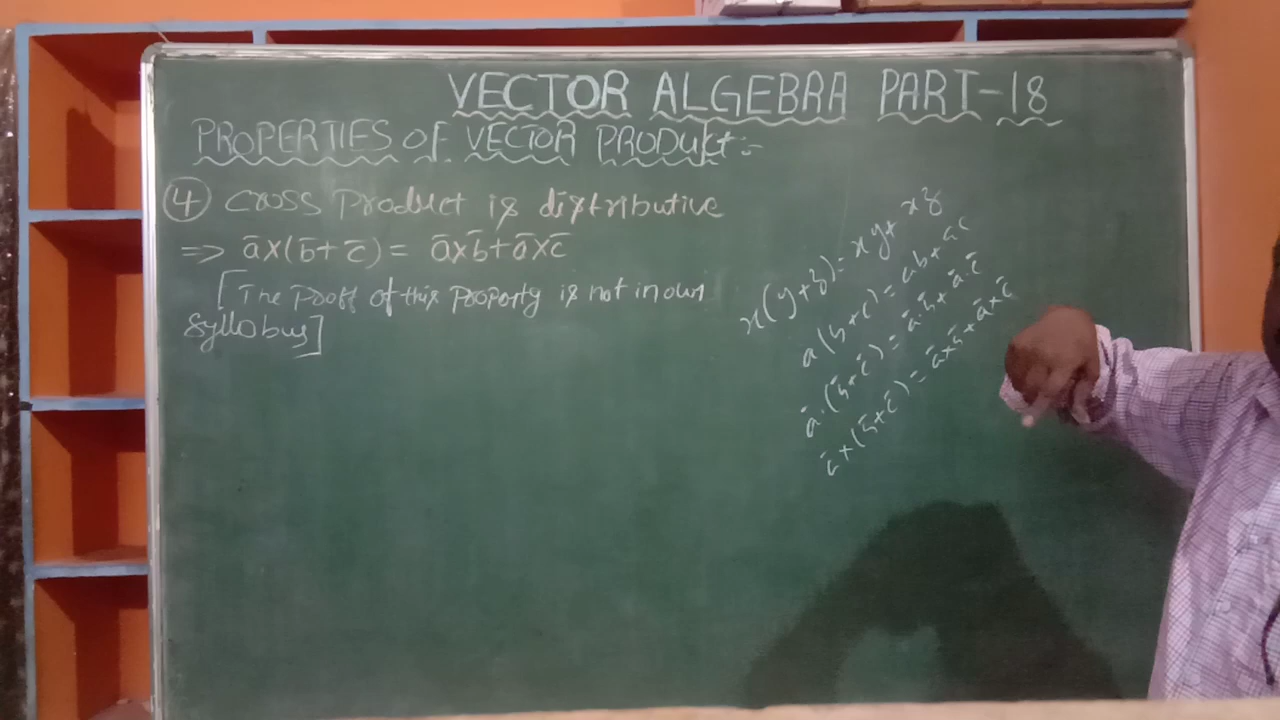 VECTOR ALGEBRA PART-18
PROPERTIES OF VECTOR PRODUCT:-
④ Cross Product is distributive
⇒ a̅×(b̅+c̅)= a̅×b̅+a̅×c̅
[The Proof of this Property is not in our
Syllabus]
x(y+z)=xy+xz
a(b+c)=ab+ac
a̅.(b̅+c̅)=a̅.b̅+a̅.c̅
a̅×(b̅+c̅)=a̅×b̅+a̅×c̅